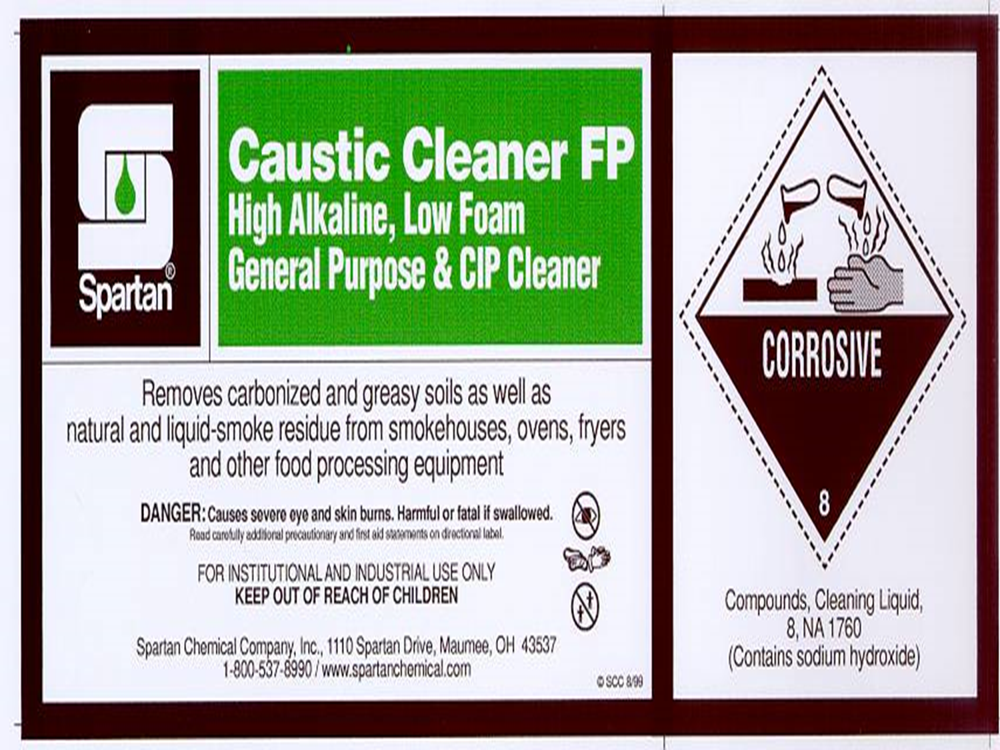 Spartan®
Caustic Cleaner FP
High Alkaline, Low Foam
General Purpose & CIP Cleaner
Removes carbonized and greasy soils as well as
natural and liquid-smoke residue from smokehouses, ovens, fryers
and other food processing equipment
DANGER: Causes severe eye and skin burns. Harmful or fatal if swallowed.
Read carefully additional precautionary and first aid statements on directional label.
FOR INSTITUTIONAL AND INDUSTRIAL USE ONLY
KEEP OUT OF REACH OF CHILDREN
Spartan Chemical Company, Inc., 1110 Spartan Drive, Maumee, OH 43537
1-800-537-8990 / www.spartanchemical.com
© SCC 8/99
CORROSIVE
8
Compounds, Cleaning Liquid,
8, NA 1760
(Contains sodium hydroxide)